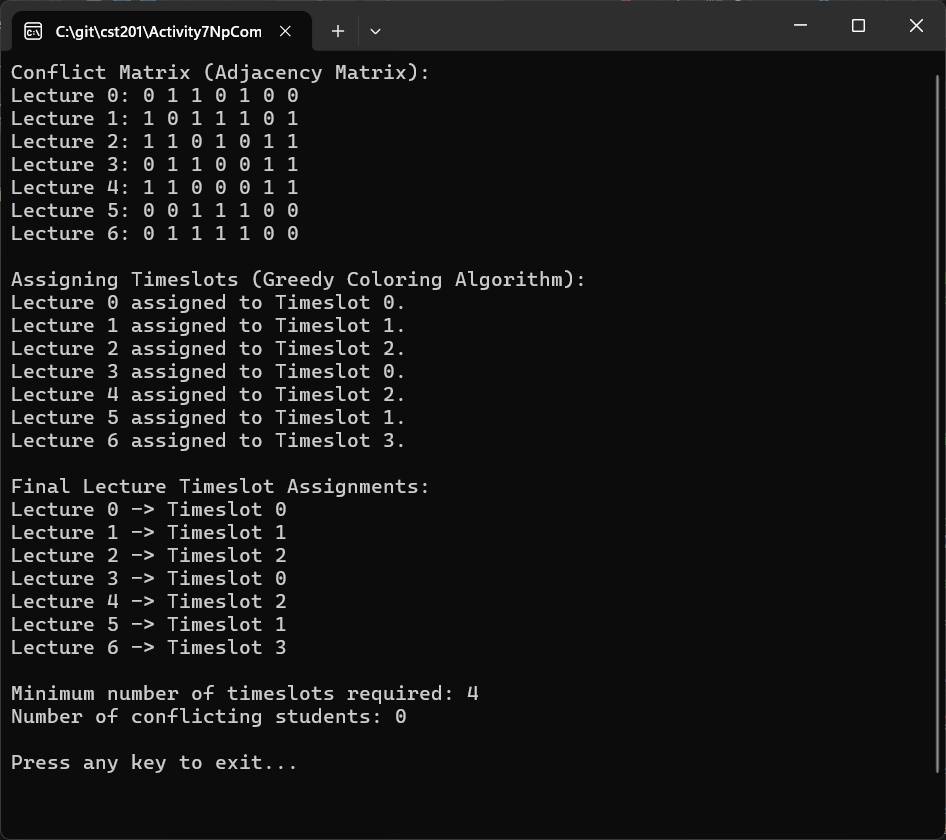 C:\git\cst201\Activity7NpCom
Conflict Matrix (Adjacency Matrix):
Lecture 0: 0 1 1 0 1 0 0
Lecture 1: 1 0 1 1 1 0 1
Lecture 2: 1 1 0 1 0 1 1
Lecture 3: 0 1 1 0 0 1 1
Lecture 4: 1 1 0 0 0 1 1
Lecture 5: 0 0 1 1 1 0 0
Lecture 6: 0 1 1 1 1 0 0
Assigning Timeslots (Greedy Coloring Algorithm):
Lecture 0 assigned to Timeslot 0.
Lecture 1 assigned to Timeslot 1.
Lecture 2 assigned to Timeslot 2.
Lecture 3 assigned to Timeslot 0.
Lecture 4 assigned to Timeslot 2.
Lecture 5 assigned to Timeslot 1.
Lecture 6 assigned to Timeslot 3.
Final Lecture Timeslot Assignments:
Lecture 0 -> Timeslot 0
Lecture 1 -> Timeslot 1
Lecture 2 -> Timeslot 2
Lecture 3 -> Timeslot 0
Lecture 4 -> Timeslot 2
Lecture 5 -> Timeslot 1
Lecture 6 -> Timeslot 3
Minimum number of timeslots required: 4
Number of conflicting students: 0
Press any key to exit...